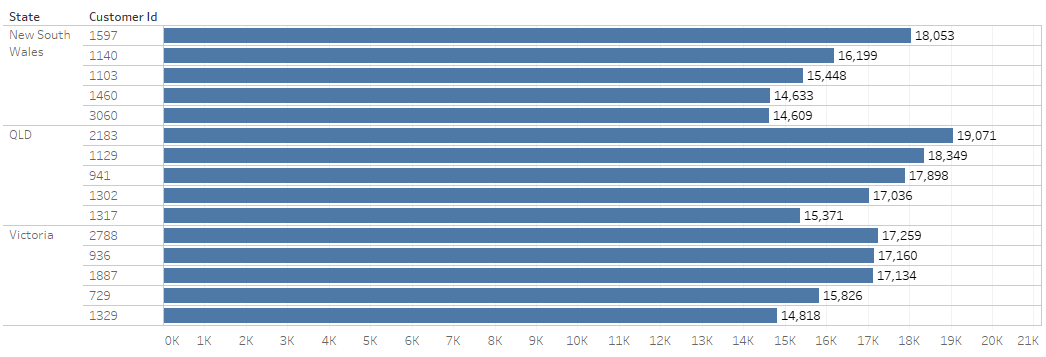 State Customer Id
New South Wales 1597 18,053
1140 16,199
1103 15,448
1460 14,633
3060 14,609
QLD 2183 19,071
1129 18,349
941 17,898
1302 17,036
1317 15,371
Victoria 2788 17,259
936 17,160
1887 17,134
729 15,826
1329 14,818
0K 1K 2K 3K 4K 5K 6K 7K 8K 9K 10K 11K 12K 13K 14K 15K 16K 17K 18K 19K 20K 21K